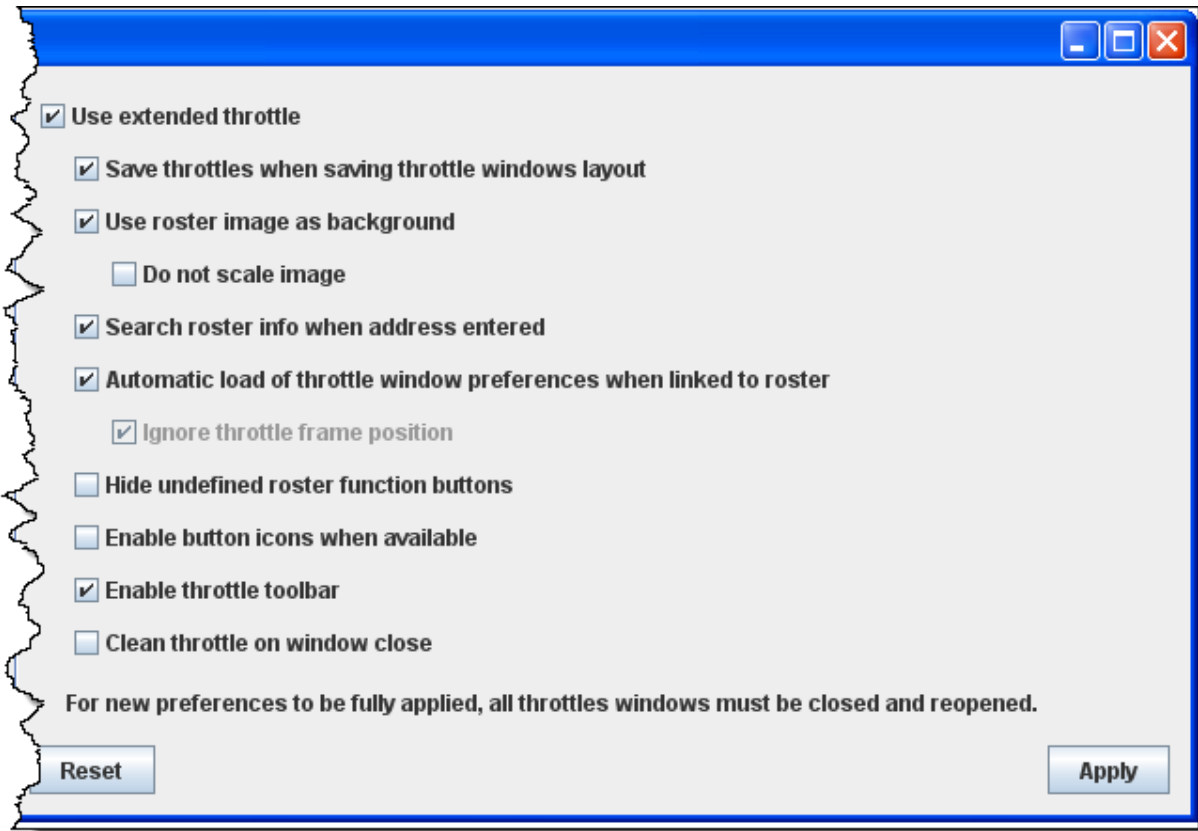 Use extended throttle
Save throttles when saving throttle windows layout
Use roster image as background
Do not scale image
Search roster info when address entered
Automatic load of throttle window preferences when linked to roster
Ignore throttle frame position
Hide undefined roster function buttons
Enable button icons when available
Enable throttle toolbar
Clean throttle on window close
For new preferences to be fully applied, all throttles windows must be closed and reopened.
Reset
Apply